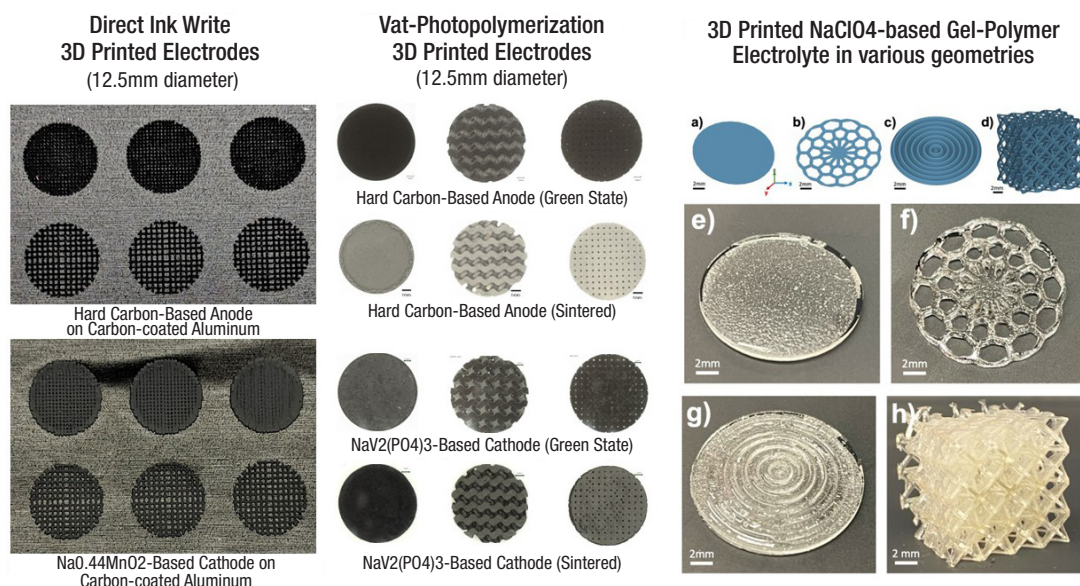 Direct Ink Write
3D Printed Electrodes
(12.5mm diameter)
Hard Carbon-Based Anode
on Carbon-coated Aluminum
Na0.44MnO2-Based Cathode on
Carbon-coated Aluminum
Vat-Photopolymerization
3D Printed Electrodes
(12.5mm diameter)
Hard Carbon-Based Anode (Green State)
Hard Carbon-Based Anode (Sintered)
NaV2(PO4)3-Based Cathode (Green State)
NaV2(PO4)3-Based Cathode (Sintered)
3D Printed NaClO4-based Gel-Polymer
Electrolyte in various geometries
a) b) c) d)
2mm 2mm 2mm 2mm
e) f)
2mm 2mm
g) h)
2mm 2 mm